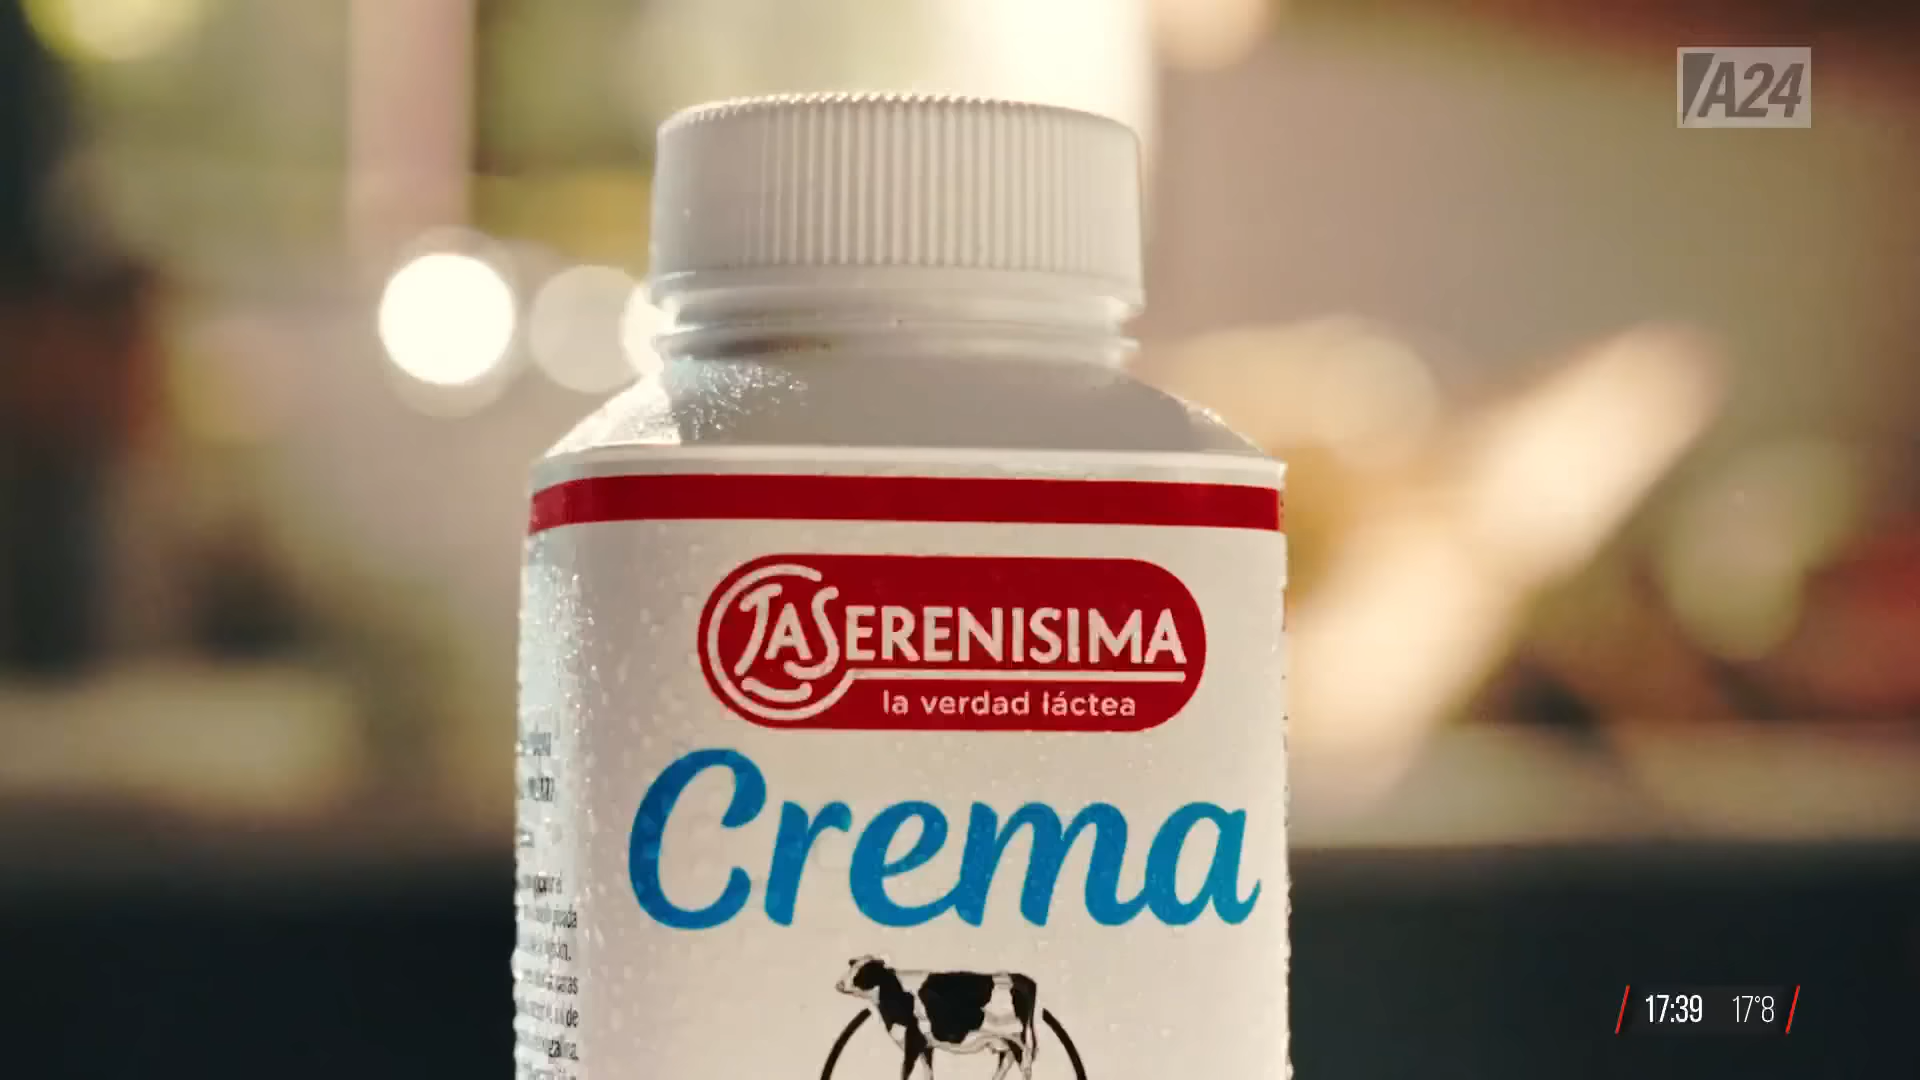 A24
LASERENISIMA
la verdad láctea
Crema
17:39 17°8